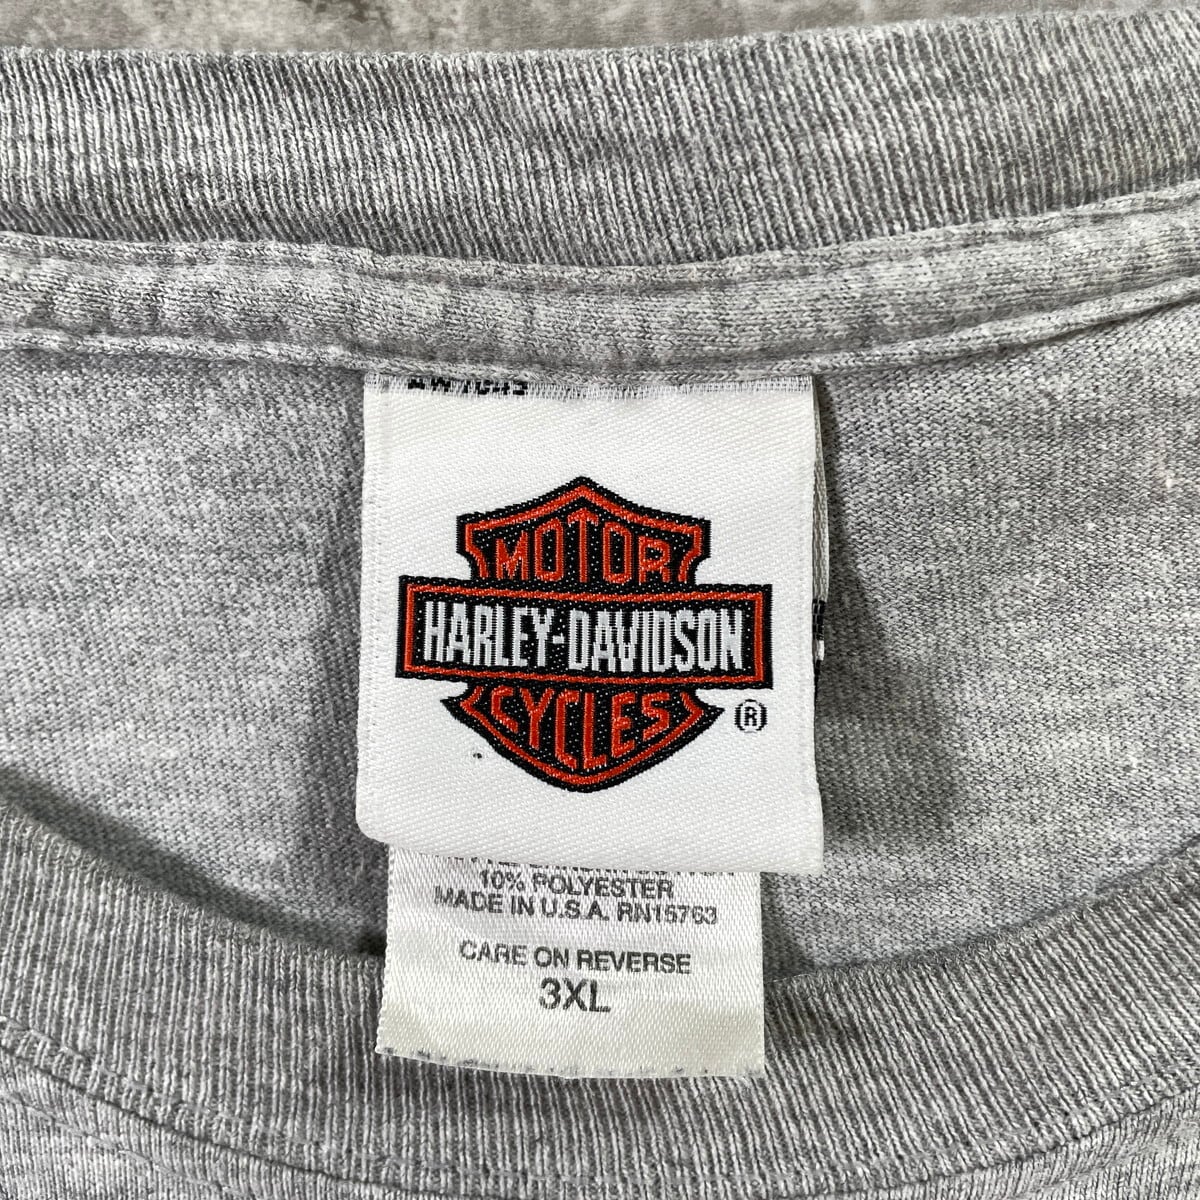 MOTOR
HARLEY-DAVIDSON
CYCLES
®
10% POLYESTER
MADE IN U.S.A. RN15763
CARE ON REVERSE
3XL